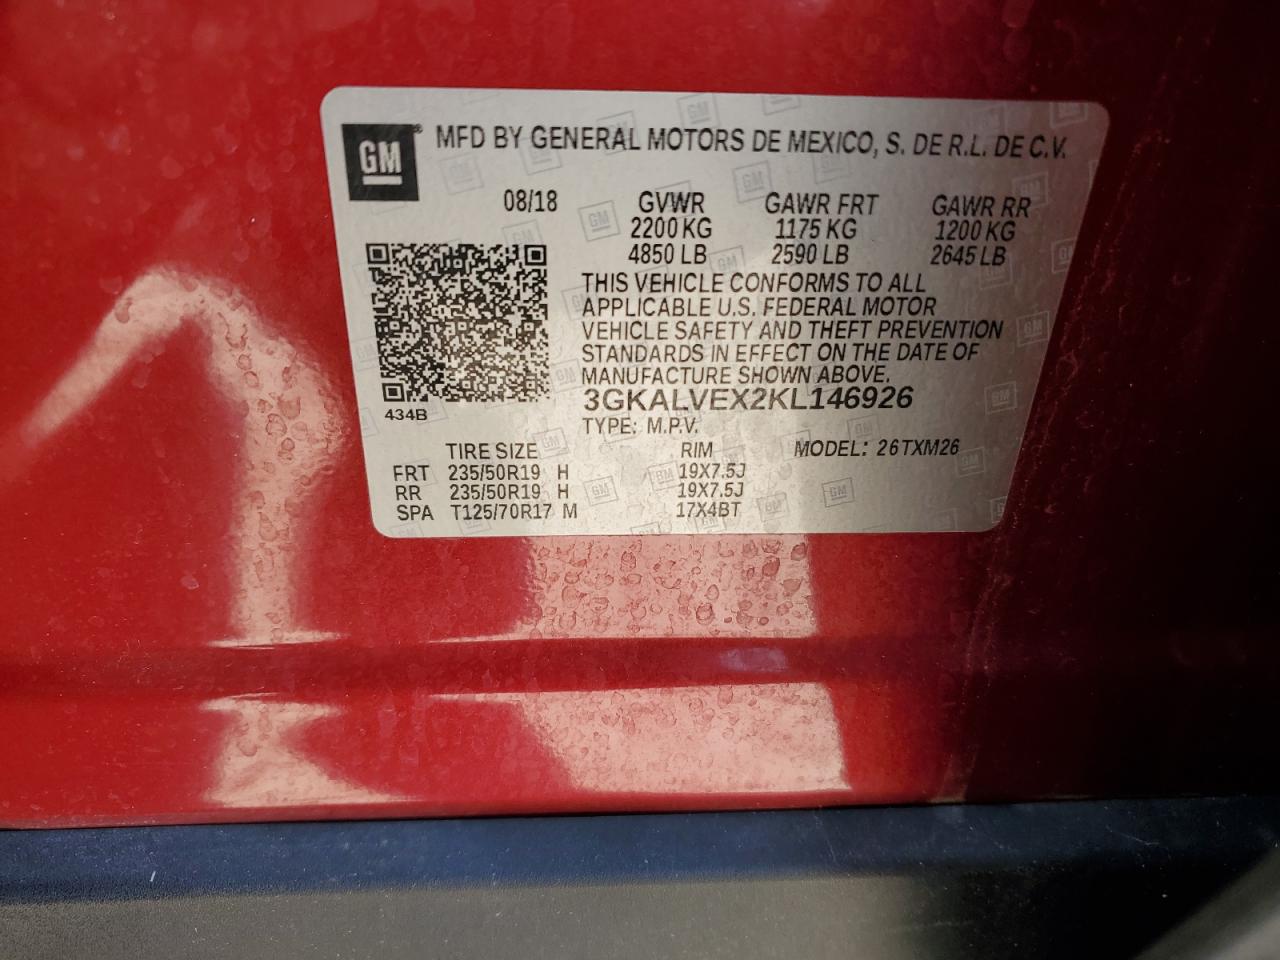 GM® MFD BY GENERAL MOTORS DE MEXICO, S. DE R.L. DE C.V.
08/18 GVWR GAWR FRT GAWR RR
2200 KG 1175 KG 1200 KG
4850 LB 2590 LB 2645 LB
THIS VEHICLE CONFORMS TO ALL
APPLICABLE U.S. FEDERAL MOTOR
VEHICLE SAFETY AND THEFT PREVENTION
STANDARDS IN EFFECT ON THE DATE OF
MANUFACTURE SHOWN ABOVE.
3GKALVEX2KL146926
434B
TYPE: M.P.V.
TIRE SIZE RIM MODEL: 26TXM26
FRT 235/50R19 H 19X7.5J
RR 235/50R19 H 19X7.5J
SPA T125/70R17 M 17X4BT